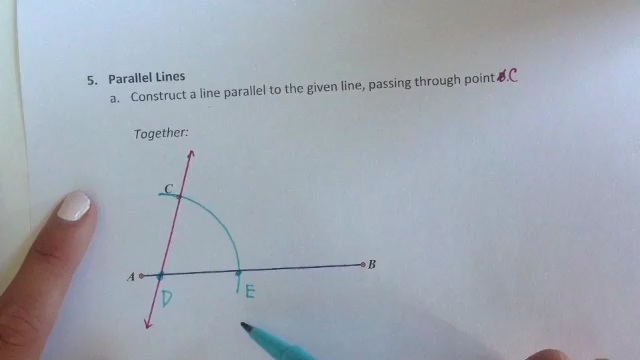 5. Parallel Lines
a. Construct a line parallel to the given line, passing through point C
Together:
C
A
B
D
E